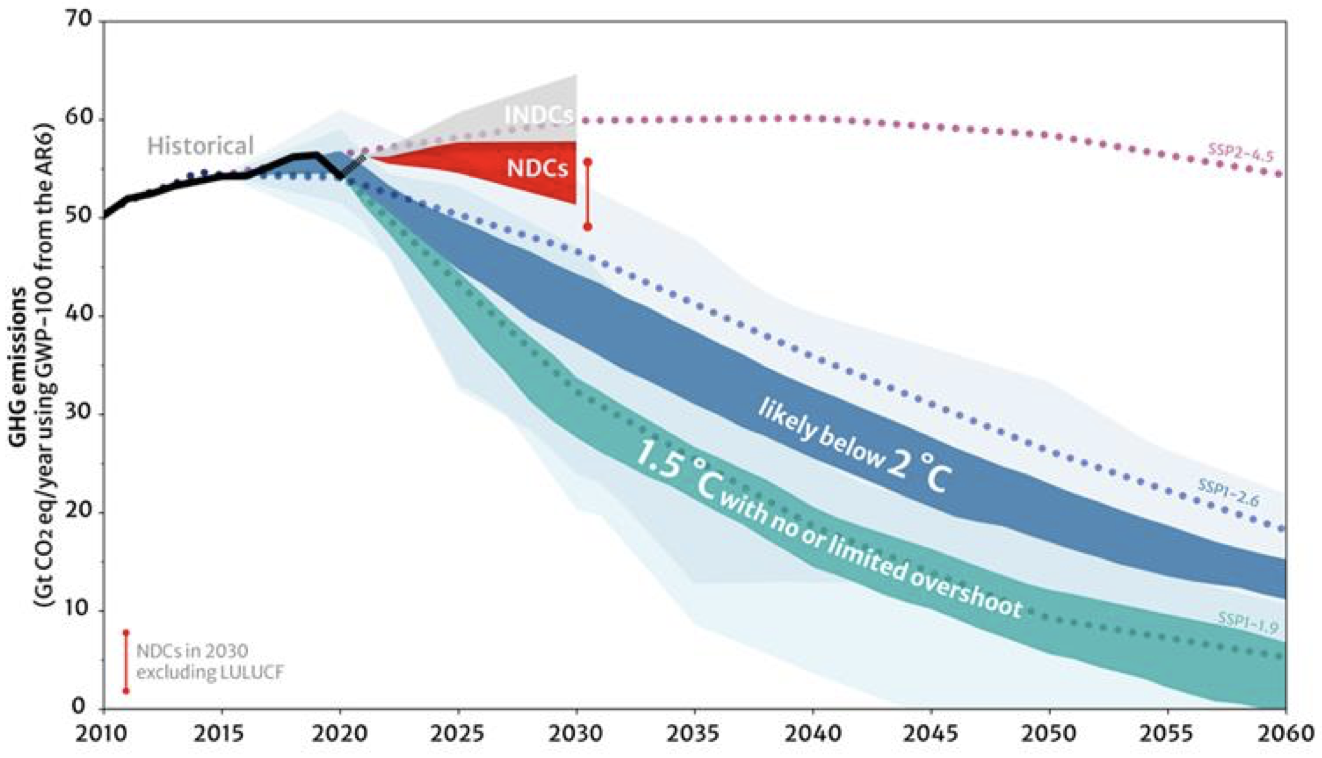 GHG emissions
(Gt CO2 eq/year using GWP-100 from the AR6)
70
60
50
40
30
20
10
0
Historical
INDCs
NDCs
SSP2-4.5
likely below 2 °C
SSP1-2.6
1.5 °C with no or limited overshoot
SSP1-1.9
NDCs in 2030
excluding LULUCF
2010 2015 2020 2025 2030 2035 2040 2045 2050 2055 2060